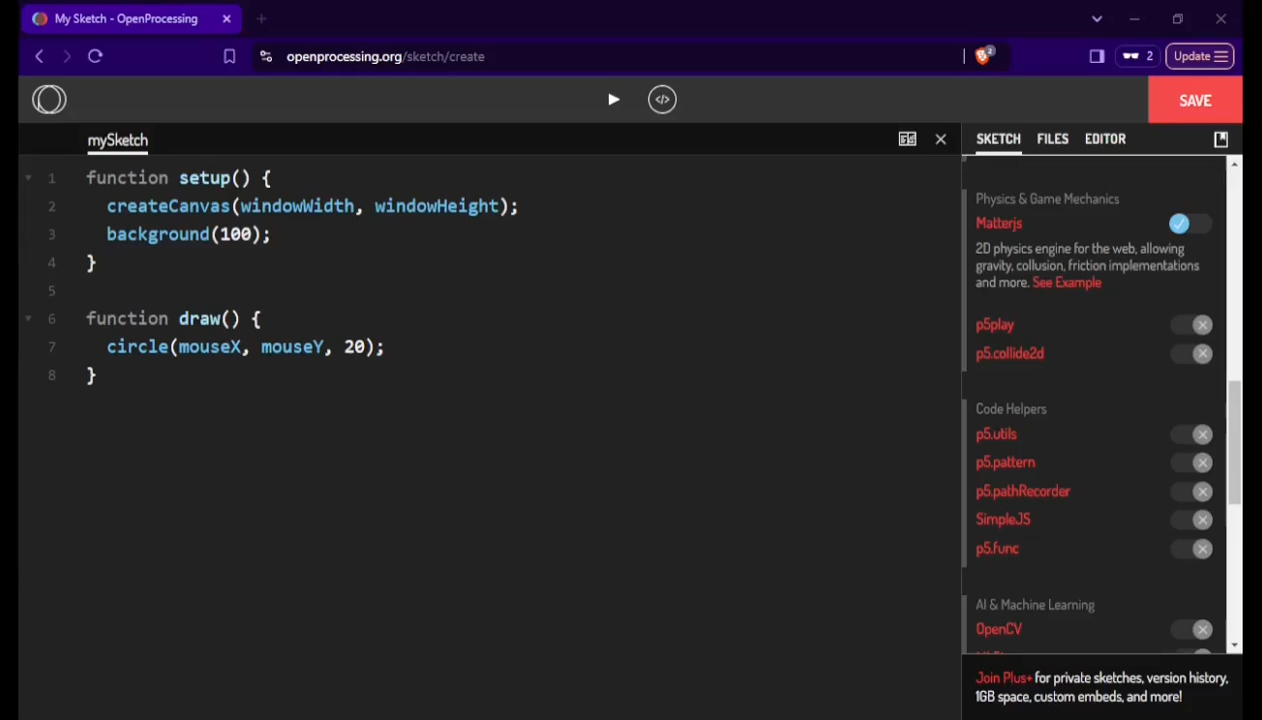 My Sketch - OpenProcessing
openprocessing.org/sketch/create
2
2
Update
</>
SAVE
mySketch
SKETCH FILES EDITOR
1 function setup() {
2 createCanvas(windowWidth, windowHeight);
3 background(100);
4 }
5
6 function draw() {
7 circle(mouseX, mouseY, 20);
8 }
Physics & Game Mechanics
Matterjs
2D physics engine for the web, allowing
gravity, collusion, friction implementations
and more. See Example
p5play
p5.collide2d
Code Helpers
p5.utils
p5.pattern
p5.pathRecorder
SimpleJS
p5.func
AI & Machine Learning
OpenCV
Join Plus+ for private sketches, version history,
1GB space, custom embeds, and more!